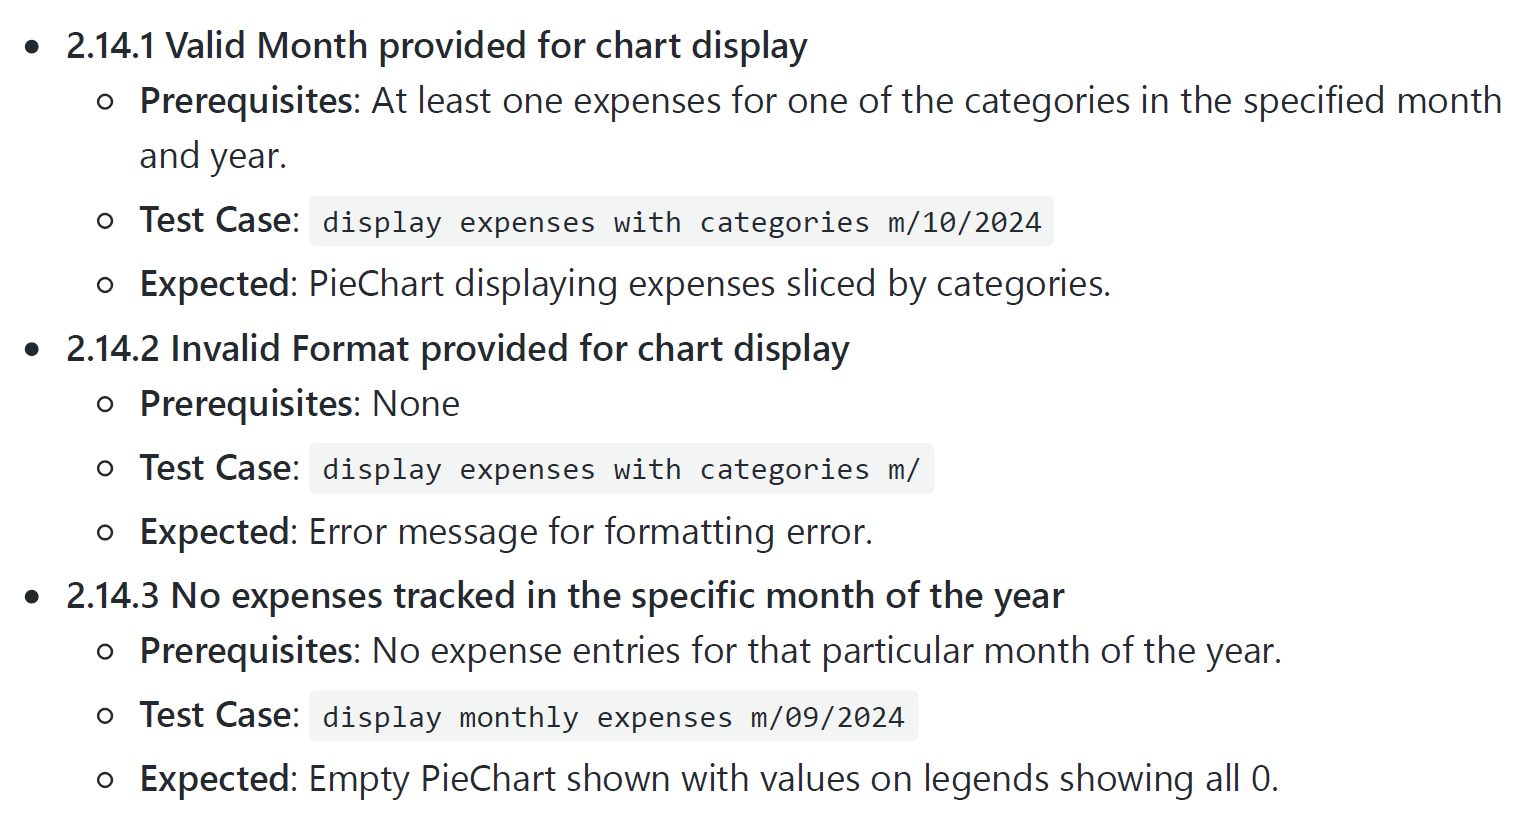 2.14.1 Valid Month provided for chart display
Prerequisites: At least one expenses for one of the categories in the specified month
and year.
Test Case: display expenses with categories m/10/2024
Expected: PieChart displaying expenses sliced by categories.
2.14.2 Invalid Format provided for chart display
Prerequisites: None
Test Case: display expenses with categories m/
Expected: Error message for formatting error.
2.14.3 No expenses tracked in the specific month of the year
Prerequisites: No expense entries for that particular month of the year.
Test Case: display monthly expenses m/09/2024
Expected: Empty PieChart shown with values on legends showing all 0.